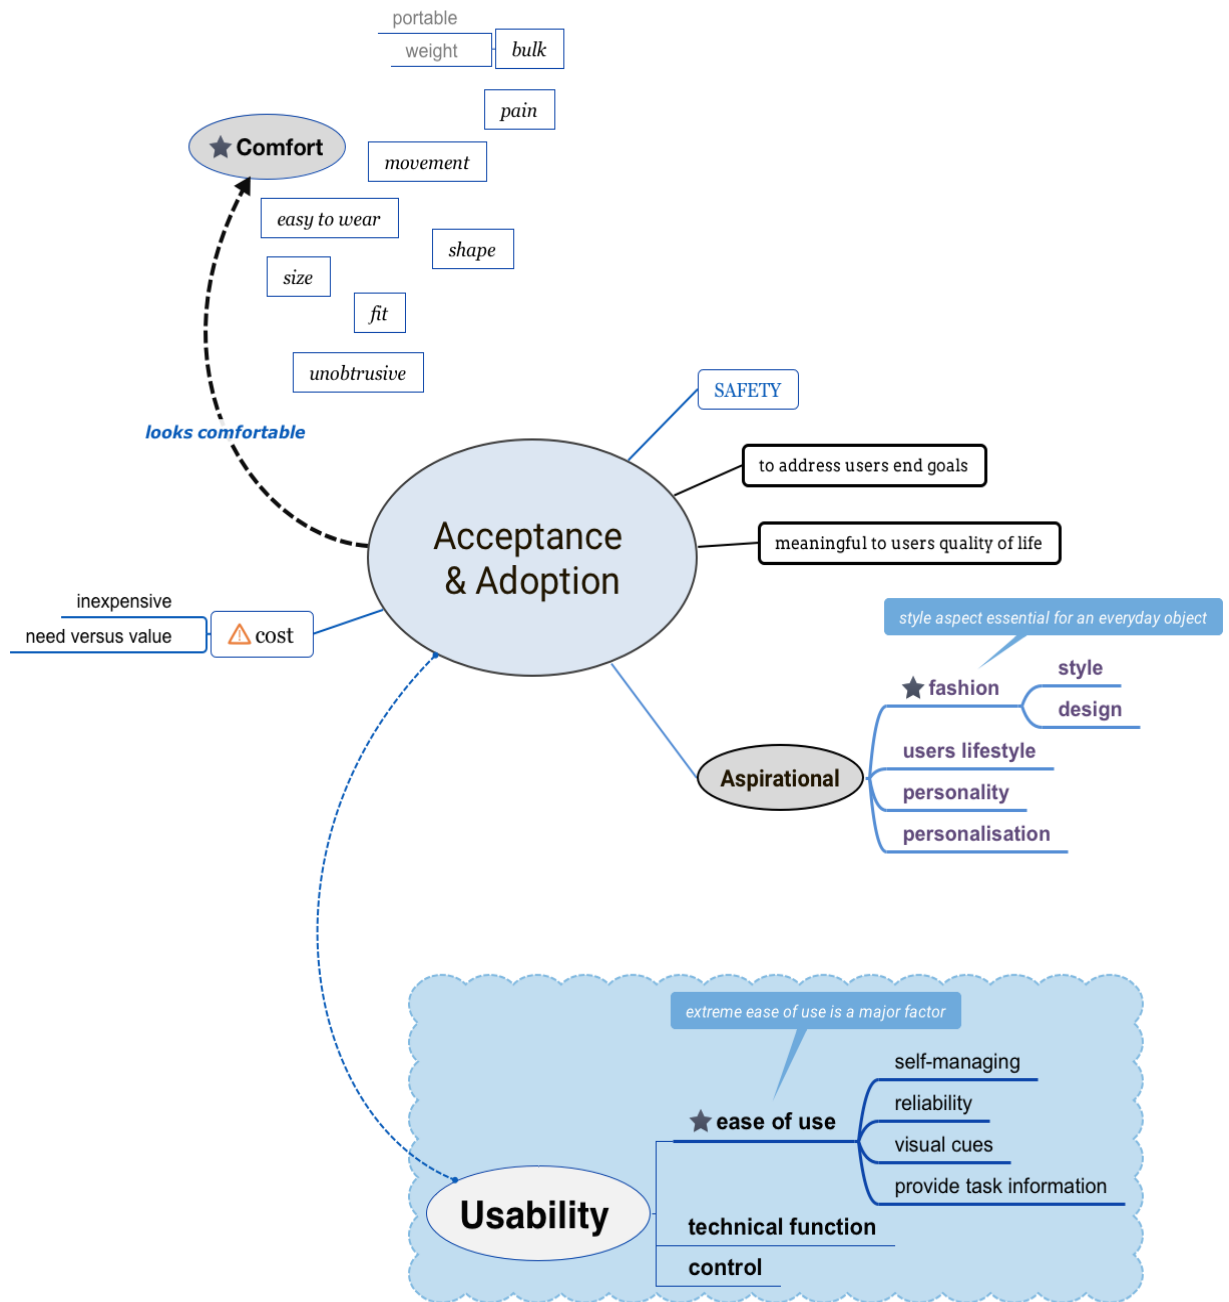 portable
weight
bulk
pain
Comfort
movement
easy to wear
shape
size
fit
unobtrusive
looks comfortable
SAFETY
to address users end goals
meaningful to users quality of life
Acceptance
& Adoption
inexpensive
need versus value
cost
style aspect essential for an everyday object
fashion
style
design
Aspirational
users lifestyle
personality
personalisation
extreme ease of use is a major factor
ease of use
self-managing
reliability
visual cues
provide task information
Usability
technical function
control